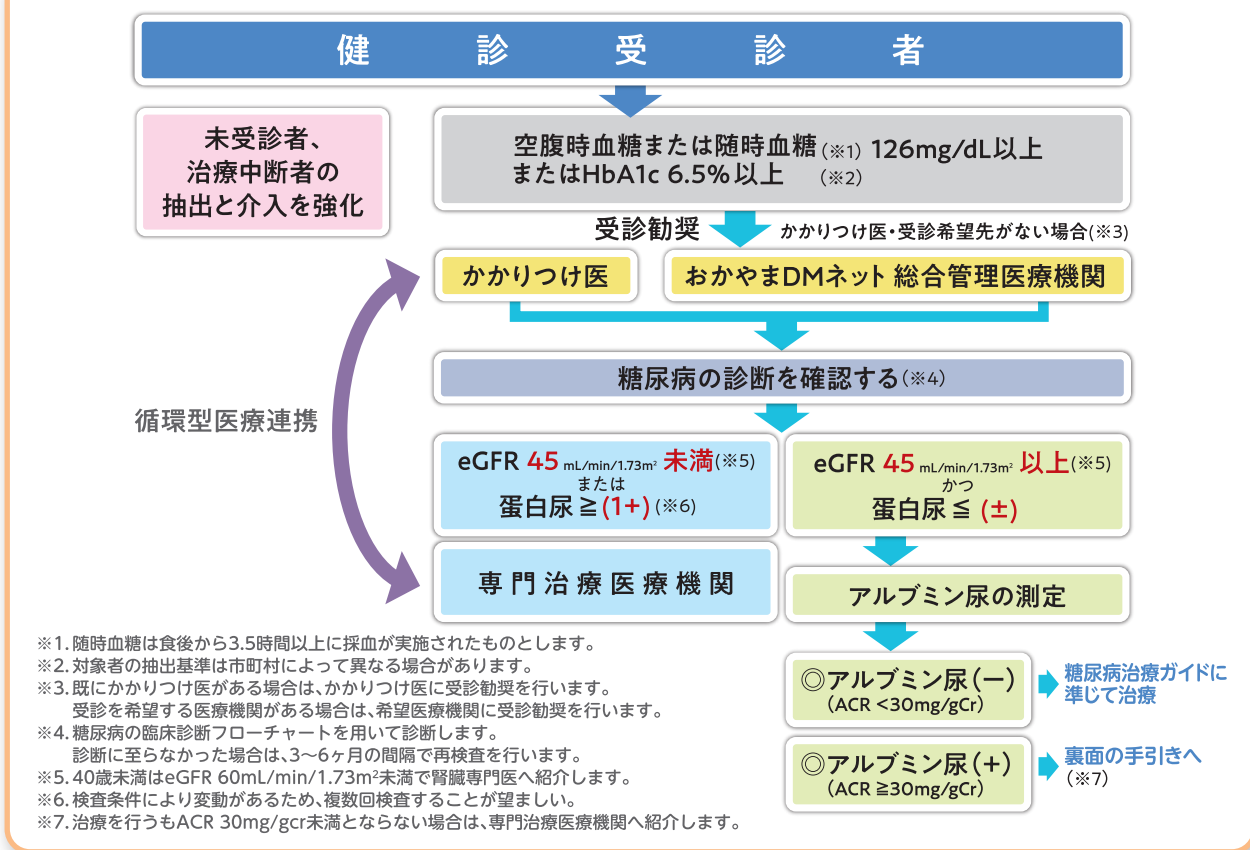 健診受診者
未受診者、
治療中断者の
抽出と介入を強化
空腹時血糖または随時血糖(※1) 126mg/dL以上
またはHbA1c 6.5%以上 (※2)
受診勧奨 かかりつけ医・受診希望先がない場合(※3)
かかりつけ医
おかやまDMネット 総合管理医療機関
糖尿病の診断を確認する(※4)
循環型医療連携
eGFR 45 mL/min/1.73m² 未満(※5)
または
蛋白尿≧(1+)(※6)
専門治療医療機関
eGFR 45 mL/min/1.73m² 以上(※5)
かつ
蛋白尿≦(±)
アルブミン尿の測定
◎アルブミン尿(ー)
(ACR <30mg/gCr)
糖尿病治療ガイドに
準じて治療
◎アルブミン尿(+)
(ACR ≧30mg/gCr)
裏面の手引きへ
(※7)
※1.随時血糖は食後から3.5時間以上に採血が実施されたものとします。
※2.対象者の抽出基準は市町村によって異なる場合があります。
※3.既にかかりつけ医がある場合は、かかりつけ医に受診勧奨を行います。
受診を希望する医療機関がある場合は、希望医療機関に受診勧奨を行います。
※4.糖尿病の臨床診断フローチャートを用いて診断します。
診断に至らなかった場合は、3〜6ヶ月の間隔で再検査を行います。
※5.40歳未満はeGFR 60mL/min/1.73m²未満で腎臓専門医へ紹介します。
※6.検査条件により変動があるため、複数回検査することが望ましい。
※7.治療を行うもACR 30mg/gcr未満とならない場合は、専門治療医療機関へ紹介します。